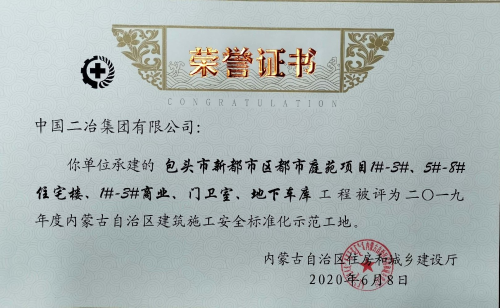 荣誉证书
CONGRATULATION
中国二冶集团有限公司:
你单位承建的 包头市新都市区都市庭苑项目1#-3#、5#-8#
住宅楼、1#-3#商业、门卫室、地下车库 工程被评为二〇一九
年度内蒙古自治区建筑施工安全标准化示范工地。
内蒙古自治区住房和城乡建设厅
2020年6月8日